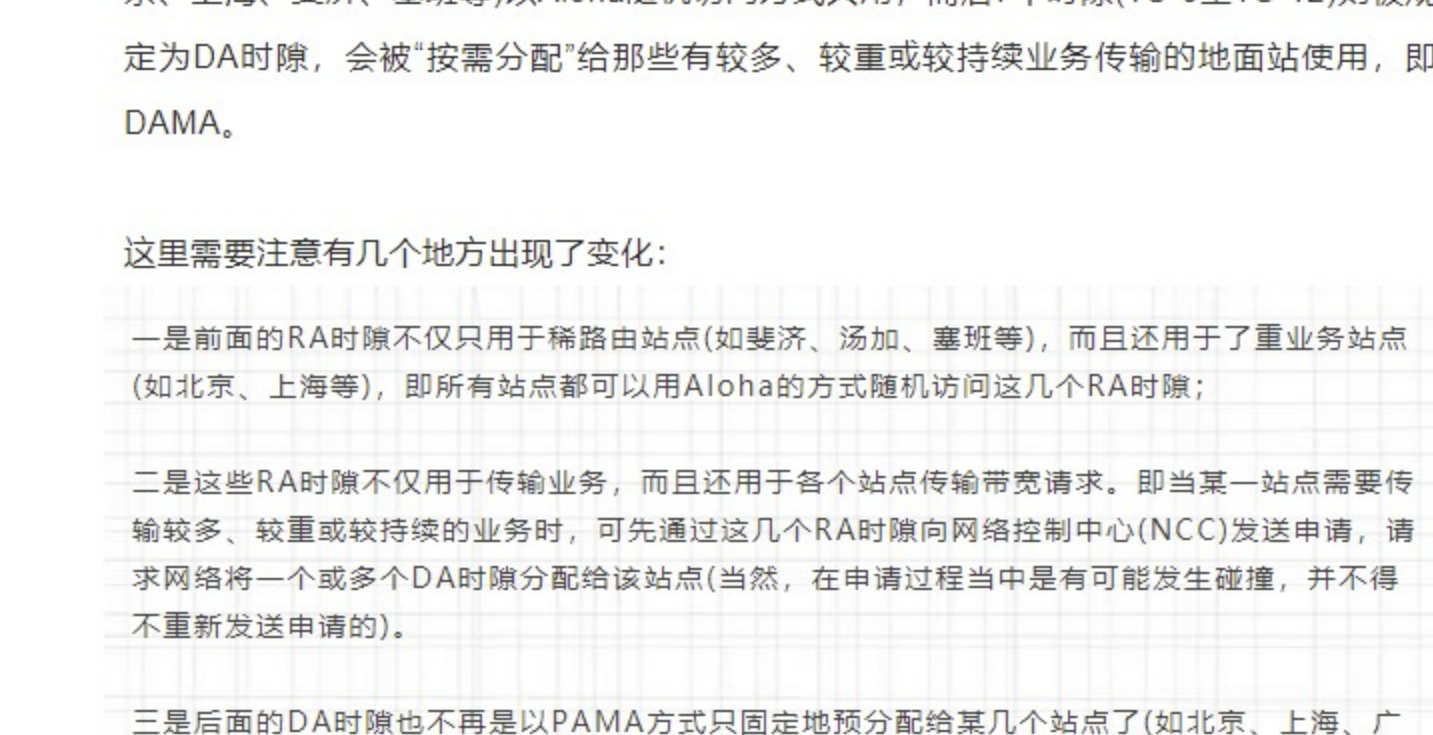 定为DA时隙，会被“按需分配”给那些有较多、较重或较持续业务传输的地面站使用，即
DAMA。
这里需要注意有几个地方出现了变化：
一是前面的RA时隙不仅只用于稀路由站点(如斐济、汤加、塞班等)，而且还用于了重业务站点
(如北京、上海等)，即所有站点都可以用Aloha的方式随机访问这几个RA时隙；
二是这些RA时隙不仅用于传输业务，而且还用于各个站点传输带宽请求。即当某一站点需要传
输较多、较重或较持续的业务时，可先通过这几个RA时隙向网络控制中心(NCC)发送申请，请
求网络将一个或多个DA时隙分配给该站点(当然，在申请过程当中是有可能发生碰撞，并不得
不重新发送申请的)。
三是后面的DA时隙也不再是以PAMA方式只固定地预分配给某几个站点了(如北京、上海、广